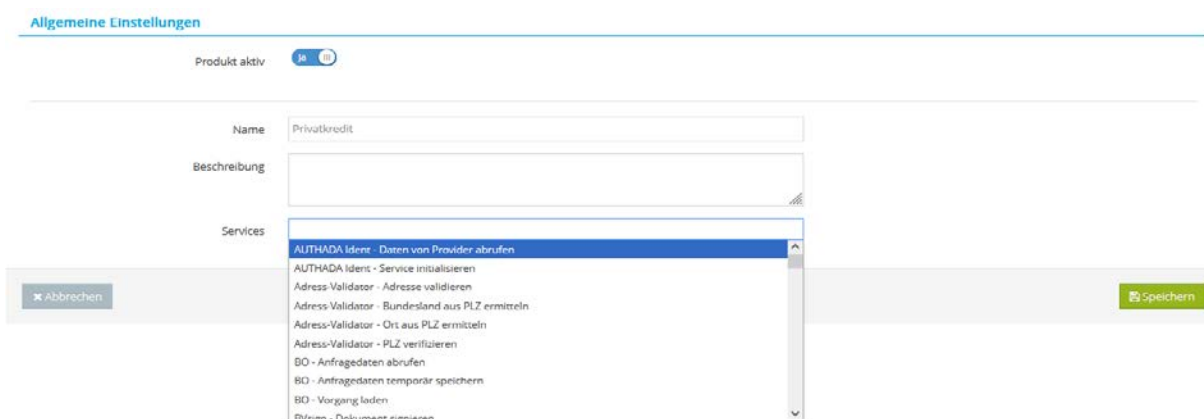 Allgemeine Einstellungen
Produkt aktiv
Ja
Name
Privatkredit
Beschreibung
Services
AUTHADA Ident - Daten von Provider abrufen
AUTHADA Ident - Service initialisieren
Adress-Validator - Adresse validieren
Adress-Validator - Bundesland aus PLZ ermitteln
Adress-Validator - Ort aus PLZ ermitteln
Adress-Validator - PLZ verifizieren
BO - Anfragedaten abrufen
BO - Anfragedaten temporär speichern
BO - Vorgang laden
- Dokument signieren
Abbrechen
Speichern